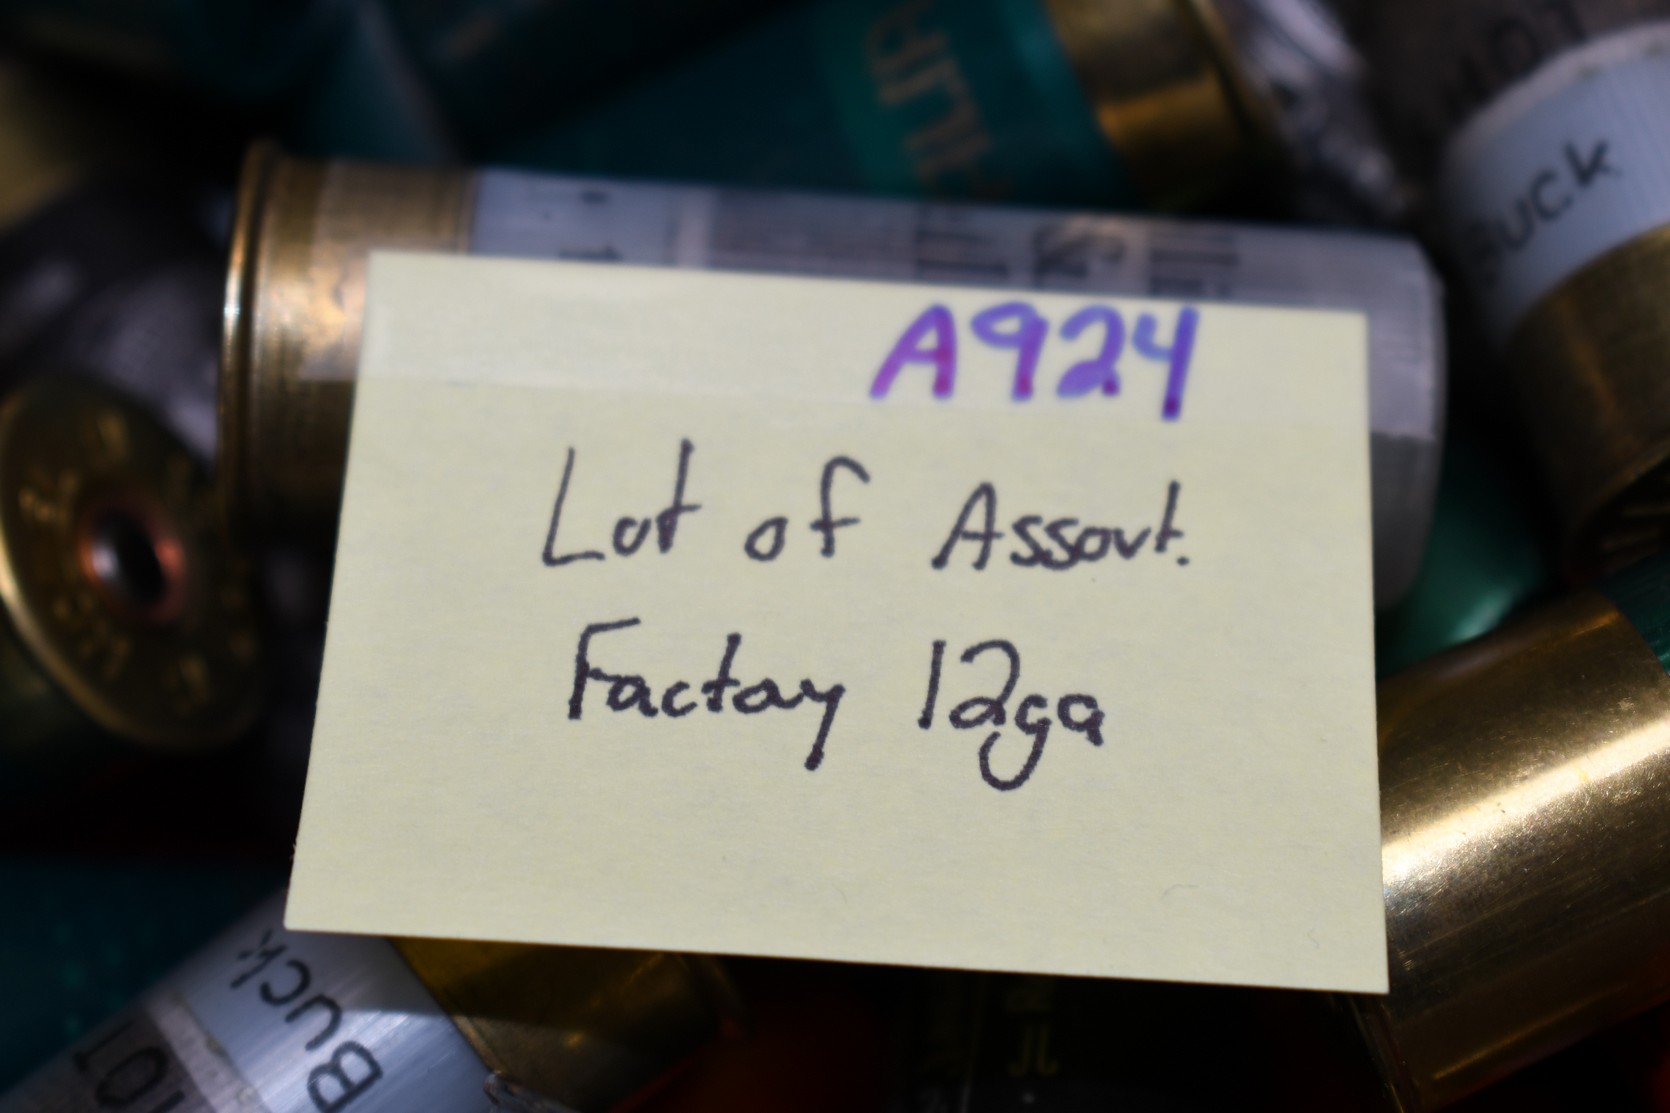 A924
Lot of Assort.
Factory 12ga
Buck
Buck